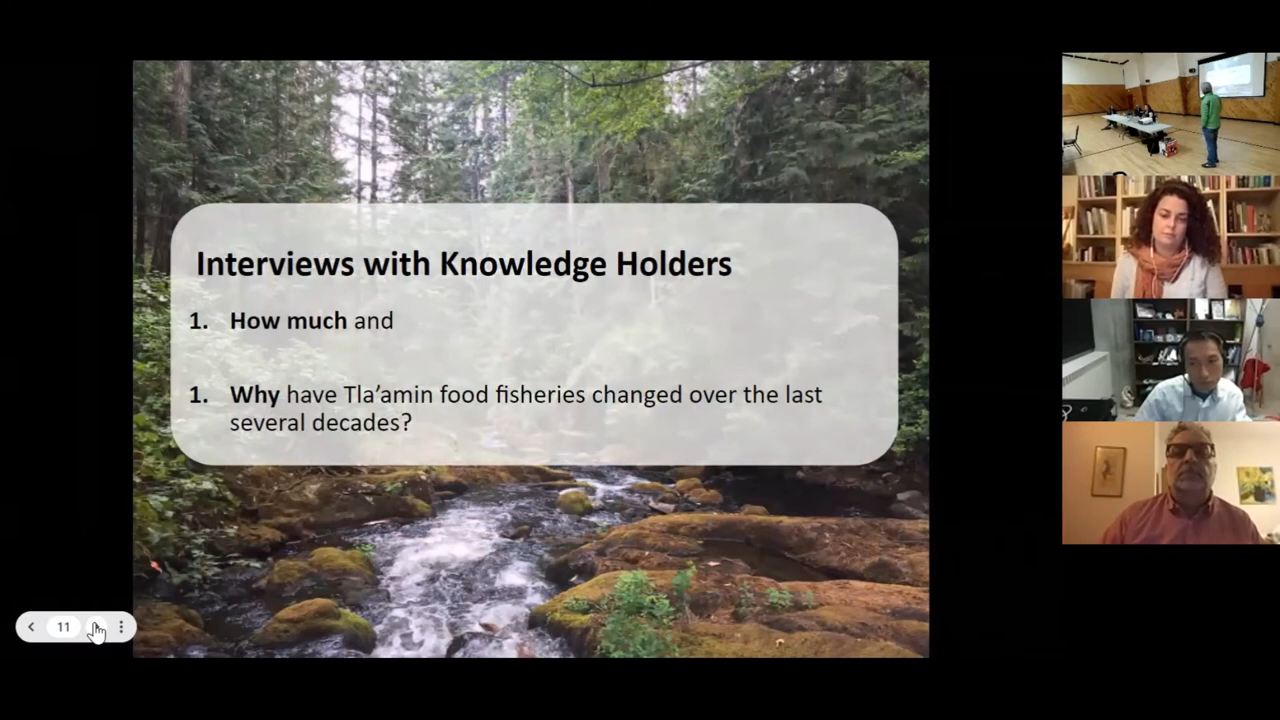 Interviews with Knowledge Holders
1. How much and
1. Why have Tla’amin food fisheries changed over the last
several decades?
11